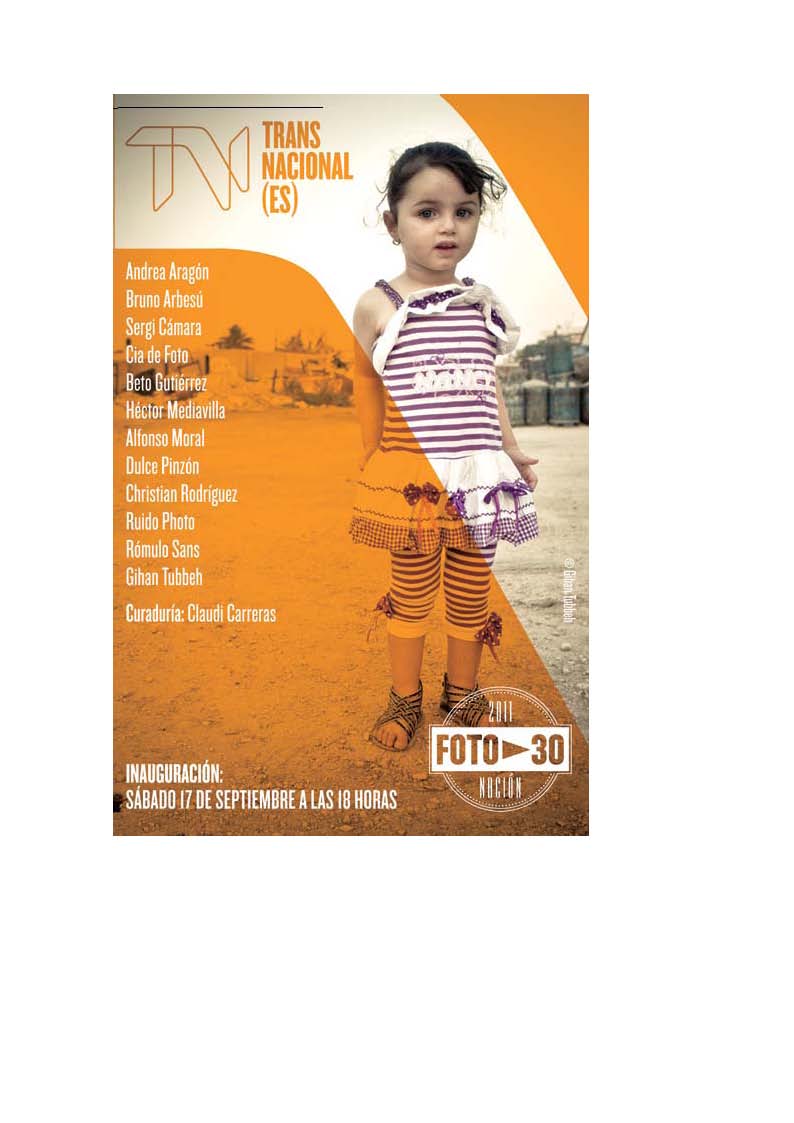 TN
TRANS
NACIONAL
(ES)
Andrea Aragón
Bruno Arbesú
Sergi Cámara
Cia de Foto
Beto Gutiérrez
Héctor Mediavilla
Alfonso Moral
Dulce Pinzón
Christian Rodríguez
Ruido Photo
Rómulo Sans
Gihan Tubbeh
Curaduría: Claudi Carreras
© Gihan Tubbeh
2011
FOTO 30
NACIÓN
INAUGURACIÓN:
SÁBADO 17 DE SEPTIEMBRE A LAS 18 HORAS